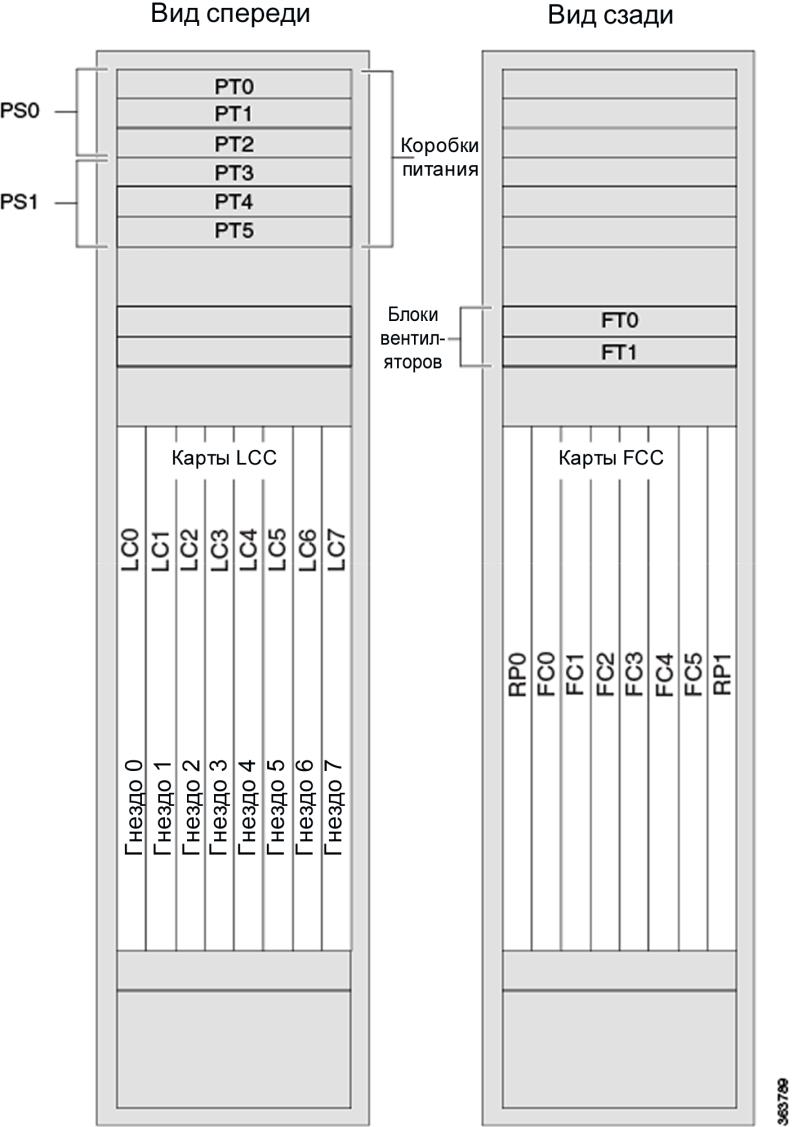 Вид спереди
Вид сзади
PS0
PS1
PT0
PT1
PT2
PT3
PT4
PT5
Коробки
питания
Блоки
вентил-
яторов
FT0
FT1
Карты LCC
LC0
LC1
LC2
LC3
LC4
LC5
LC6
LC7
Гнездо 0
Гнездо 1
Гнездо 2
Гнездо 3
Гнездо 4
Гнездо 5
Гнездо 6
Гнездо 7
Карты FCC
RP0
FC0
FC1
FC2
FC3
FC4
FC5
RP1
363789